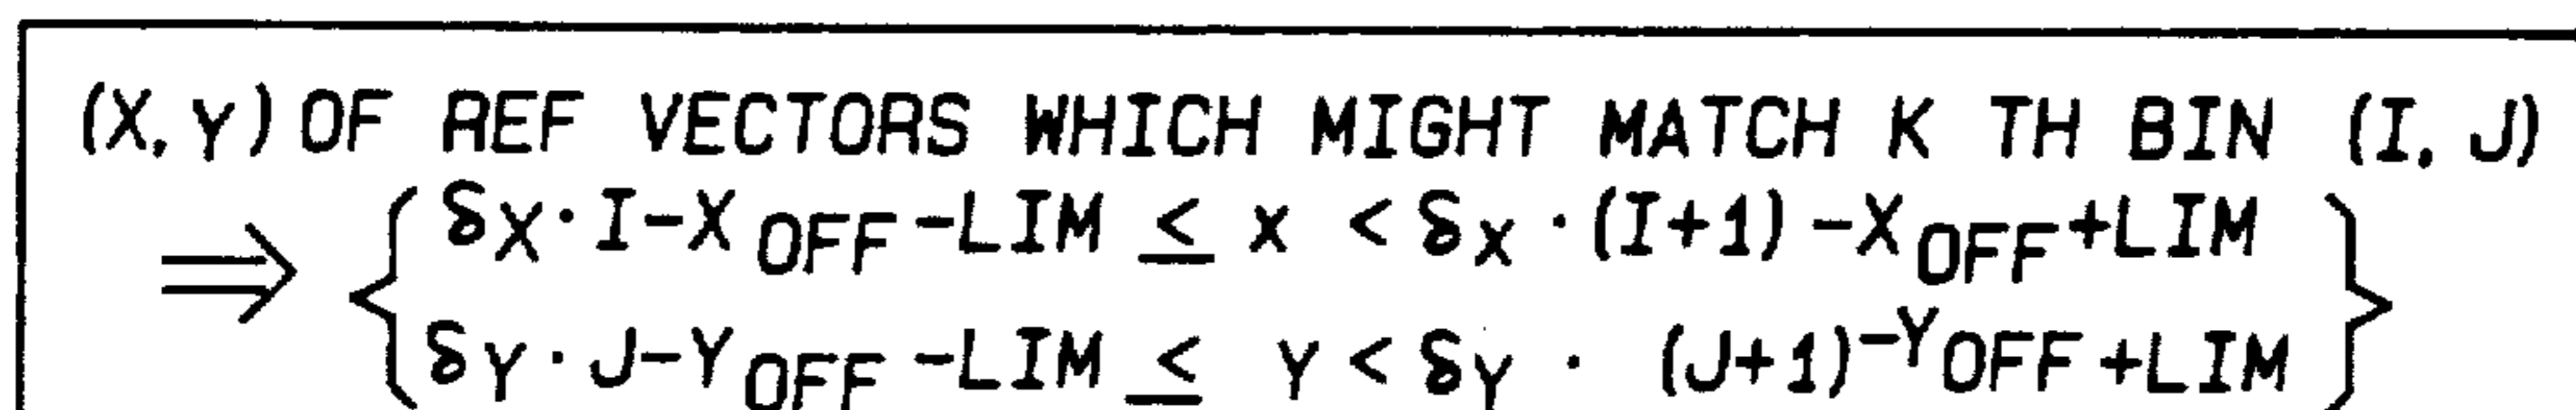 (X, Y) OF REF VECTORS WHICH MIGHT MATCH K TH BIN (I, J)
⇒ { δX · I-X OFF -LIM ≤ X < δX · (I+1) -X OFF +LIM }
δY · J-Y OFF -LIM ≤ Y < δY · (J+1) -Y OFF +LIM